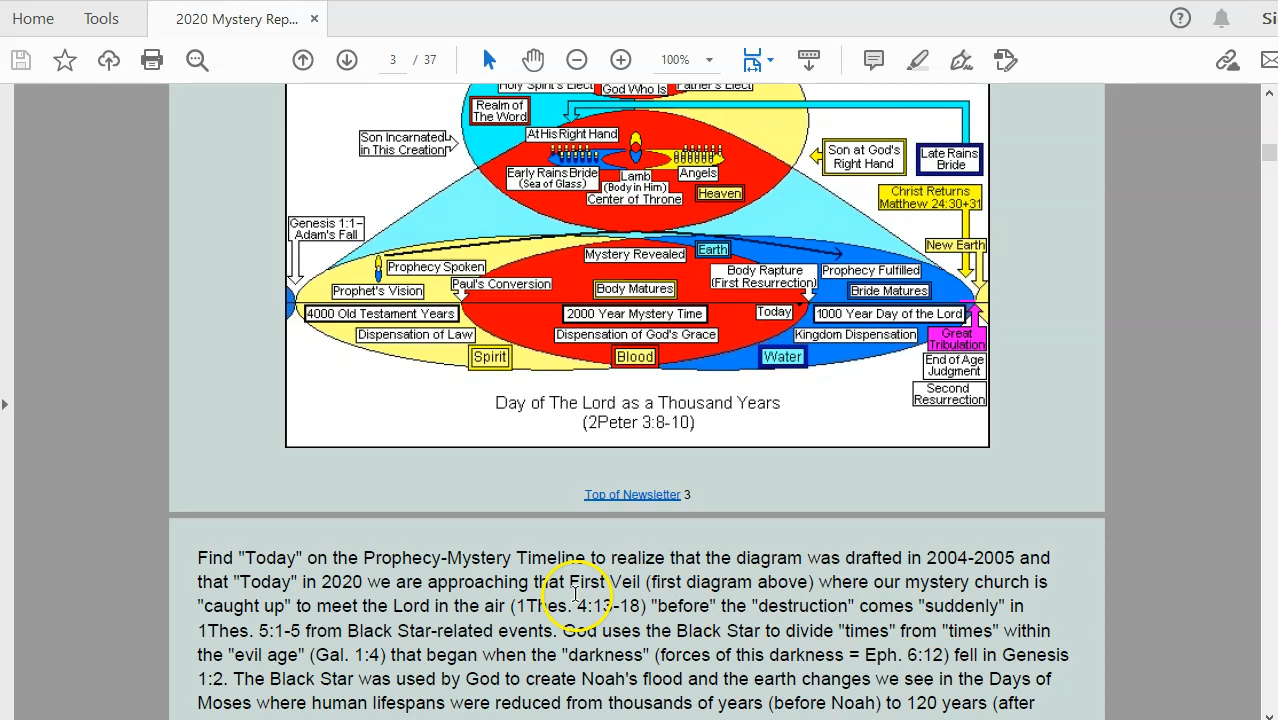 Home Tools 2020 Mystery Rep... × Si
3 / 37 100%
Holy Spirit's Elect God Who Is Father's Elect
Realm of
The Word
At His Right Hand
Son Incarnated
in This Creation
Son at God's
Right Hand
Late Rains
Bride
Early Rains Bride
(Sea of Glass)
Lamb
(Body in Him)
Center of Throne
Angels
Heaven
Christ Returns
Matthew 24:30+31
Genesis 1:1-
Adam's Fall
New Earth
Earth
Mystery Revealed
Prophecy Spoken
Body Rapture
(First Resurrection)
Prophecy Fulfilled
Paul's Conversion
Prophet's Vision
Body Matures
Bride Matures
4000 Old Testament Years
2000 Year Mystery Time
Today
1000 Year Day of the Lord
Dispensation of Law
Dispensation of God's Grace
Kingdom Dispensation
Great
Tribulation
Spirit
Blood
Water
End of Age
Judgment
Second
Resurrection
Day of The Lord as a Thousand Years
(2Peter 3:8-10)
Top of Newsletter 3
Find "Today" on the Prophecy-Mystery Timeline to realize that the diagram was drafted in 2004-2005 and
that "Today" in 2020 we are approaching that First Veil (first diagram above) where our mystery church is
"caught up" to meet the Lord in the air (1Thes. 4:13-18) "before" the "destruction" comes "suddenly" in
1Thes. 5:1-5 from Black Star-related events. God uses the Black Star to divide "times" from "times" within
the "evil age" (Gal. 1:4) that began when the "darkness" (forces of this darkness = Eph. 6:12) fell in Genesis
1:2. The Black Star was used by God to create Noah's flood and the earth changes we see in the Days of
Moses where human lifespans were reduced from thousands of years (before Noah) to 120 years (after